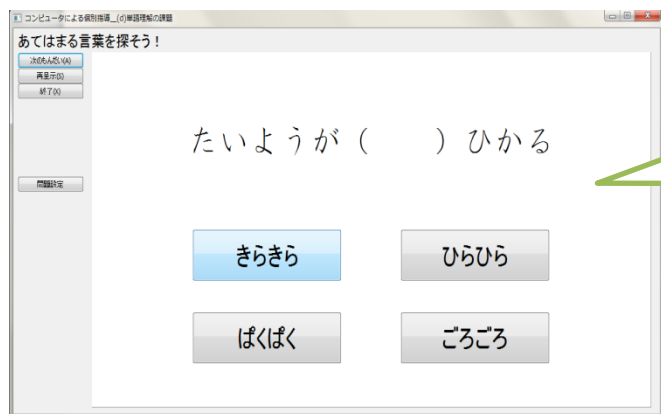 コンピュータによる個別指導__(d)単語理解の課題
あてはまる言葉を探そう！
次のもんだい(A)
再呈示(S)
終了(X)
問題設定
たいようが（　　）ひかる
きらきら　ひらひら
ぱくぱく　ごろごろ